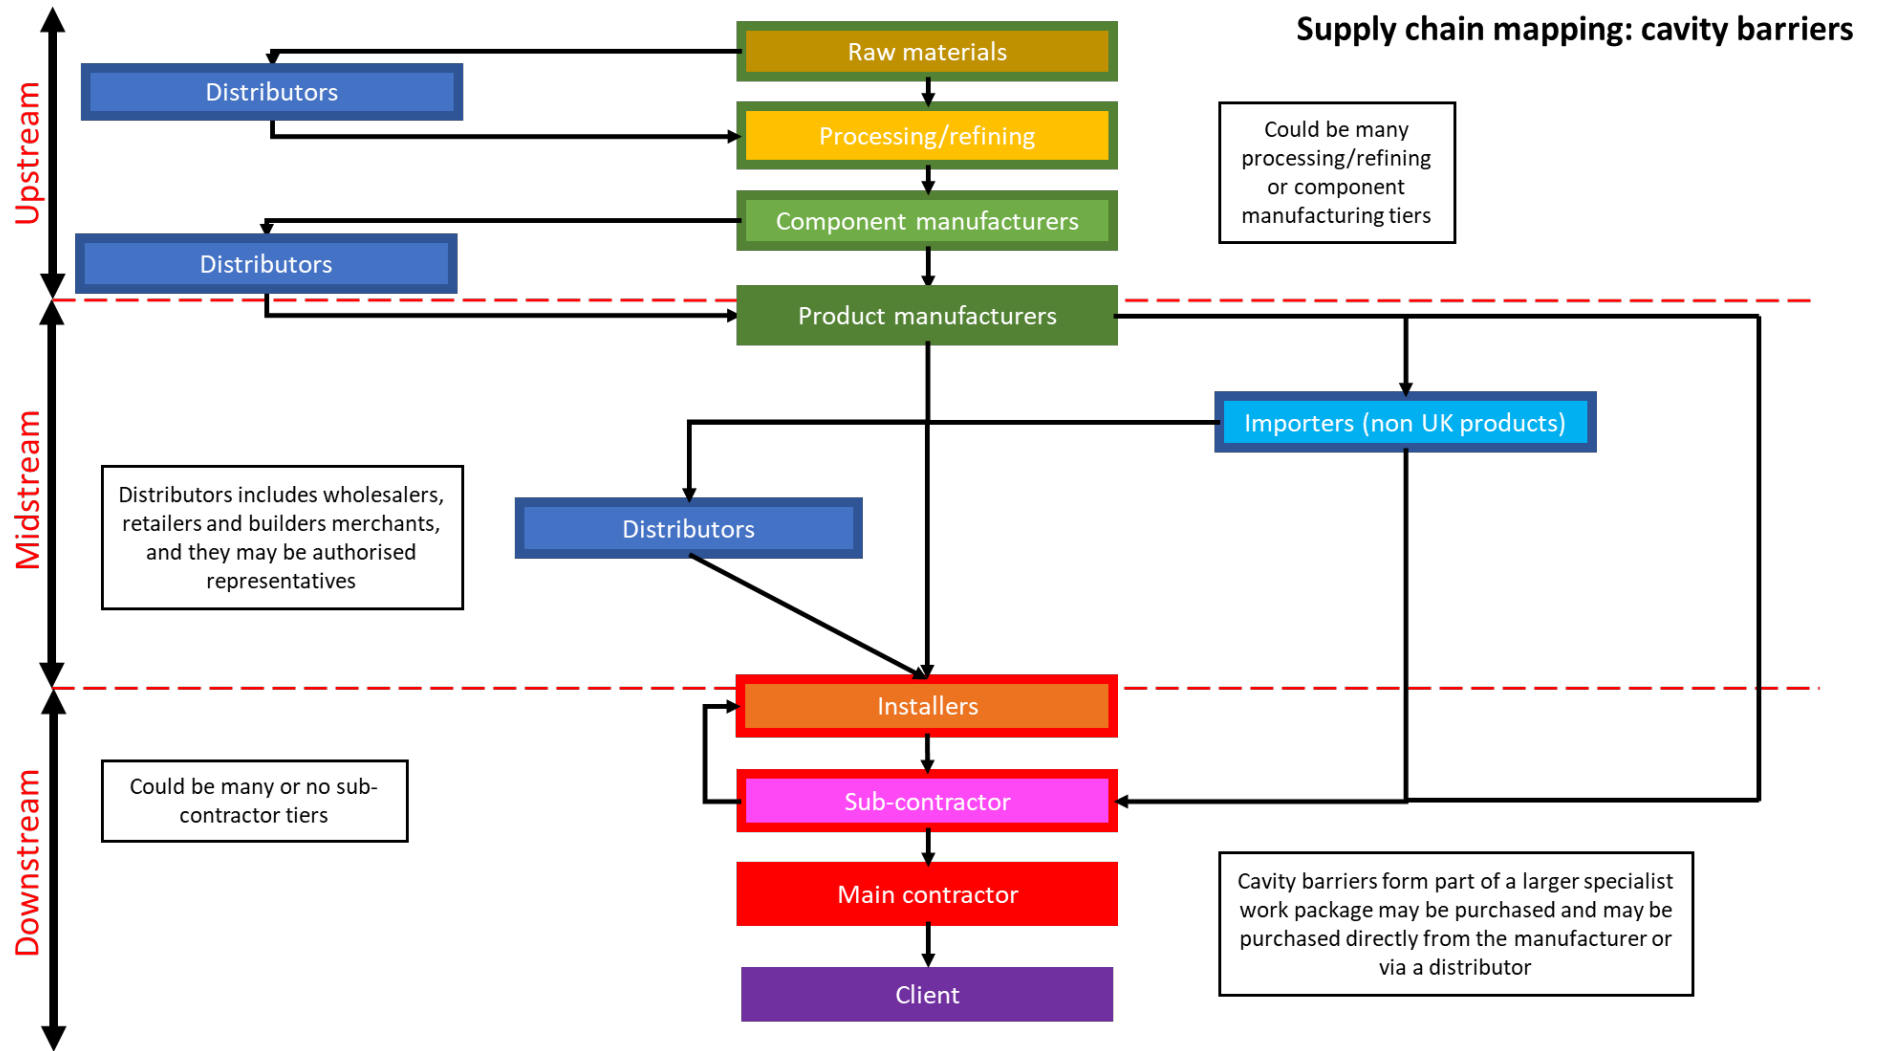 Supply chain mapping: cavity barriers
Upstream
Raw materials
Distributors
Processing/refining
Could be many
processing/refining
or component
manufacturing tiers
Component manufacturers
Distributors
Product manufacturers
Midstream
Importers (non UK products)
Distributors includes wholesalers,
retailers and builders merchants,
and they may be authorised
representatives
Distributors
Installers
Downstream
Could be many or no sub-
contractor tiers
Sub-contractor
Main contractor
Cavity barriers form part of a larger specialist
work package may be purchased and may be
purchased directly from the manufacturer or
via a distributor
Client